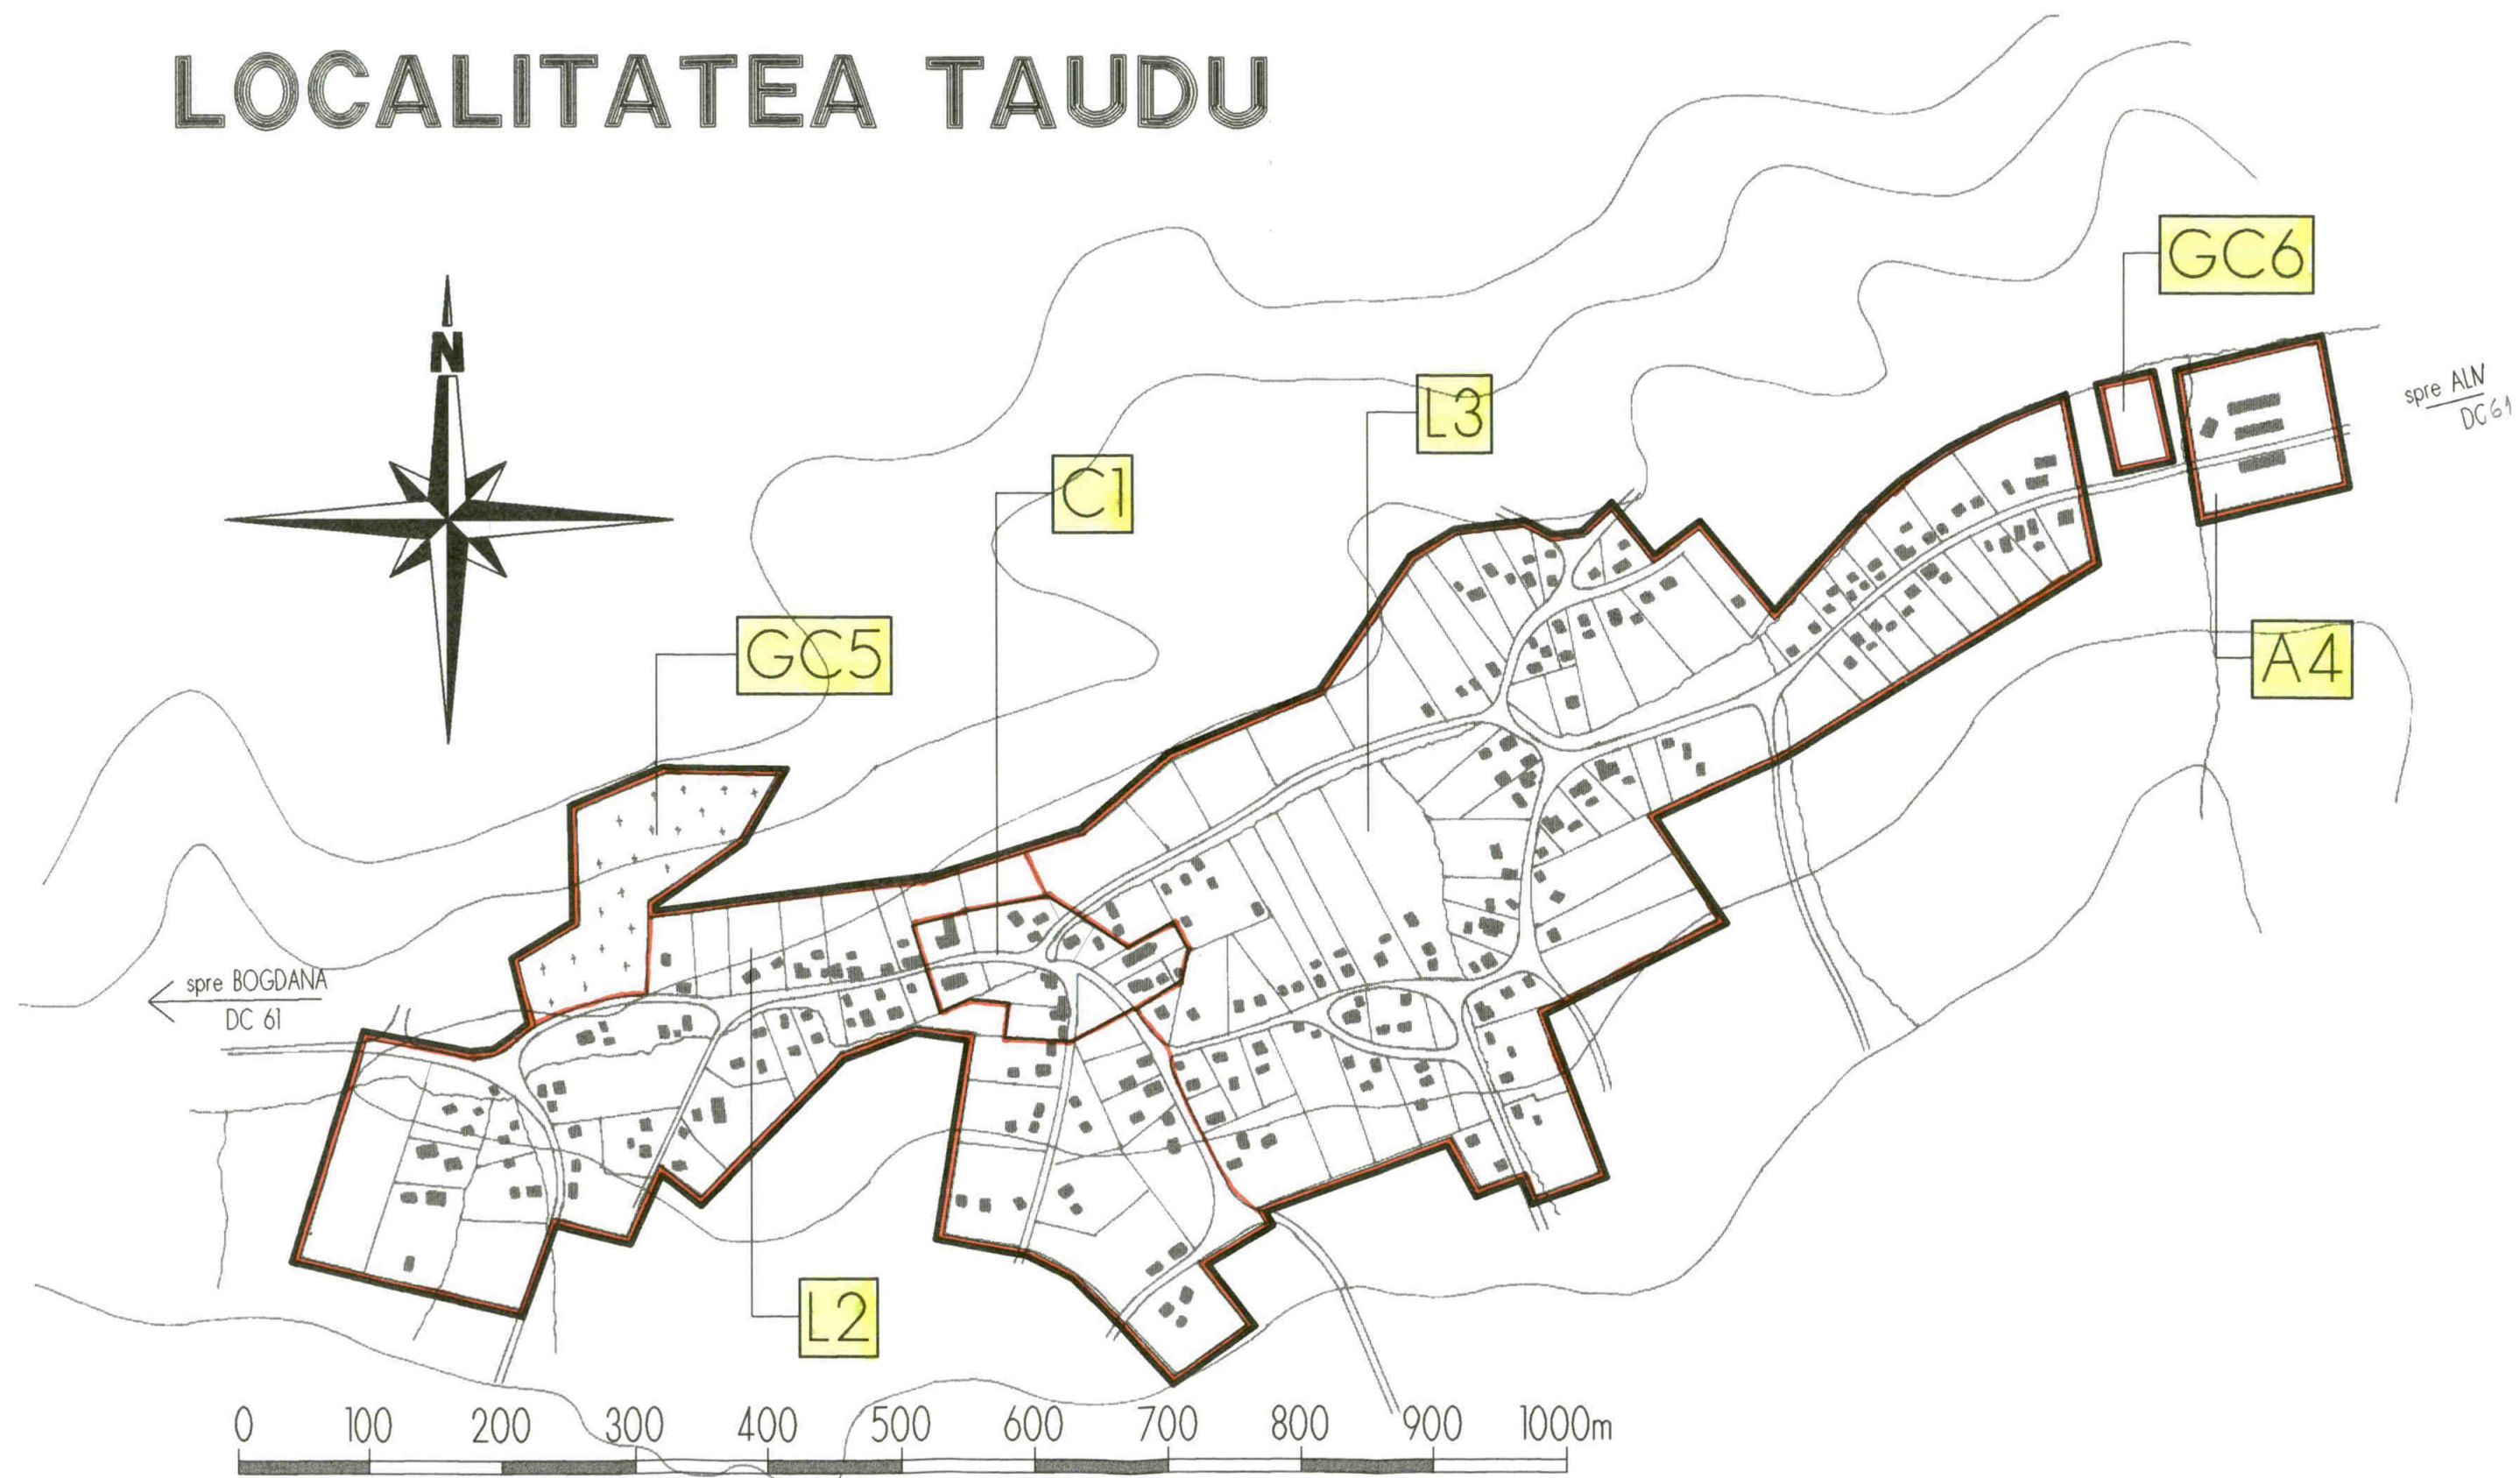 LOCALITATEA TAUDU
N
GC6
spre ALN
DC61
L3
C1
GC5
A4
spre BOGDANA
DC 61
L2
0 100 200 300 400 500 600 700 800 900 1000m